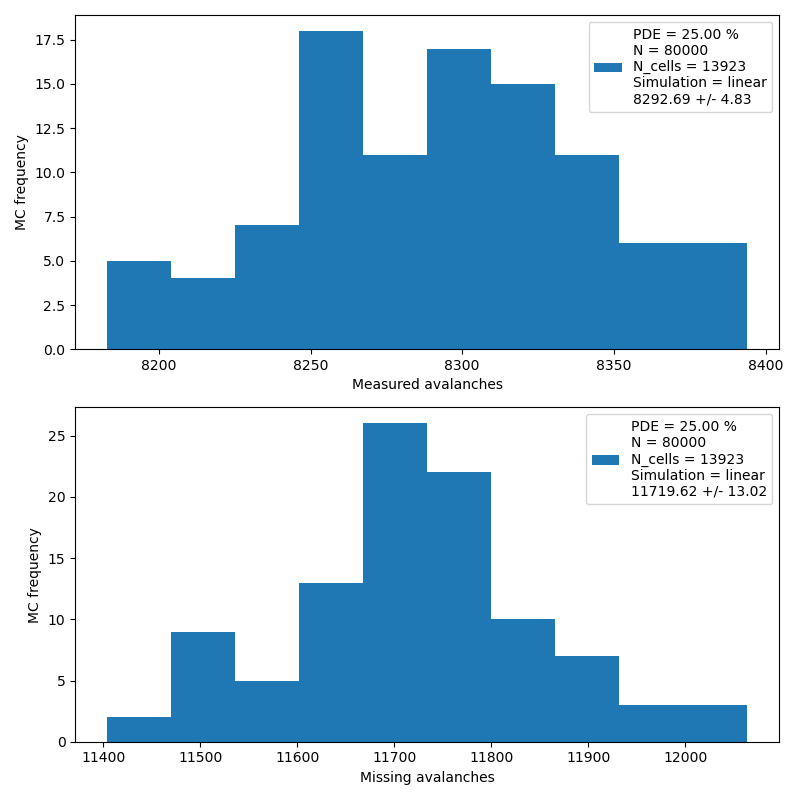 17.5
15.0
12.5
10.0
7.5
5.0
2.5
0.0
MC frequency
PDE = 25.00 %
N = 80000
N_cells = 13923
Simulation = linear
8292.69 +/- 4.83
8200
8250
8300
8350
8400
Measured avalanches
25
20
15
10
5
0
MC frequency
PDE = 25.00 %
N = 80000
N_cells = 13923
Simulation = linear
11719.62 +/- 13.02
11400
11500
11600
11700
11800
11900
12000
Missing avalanches